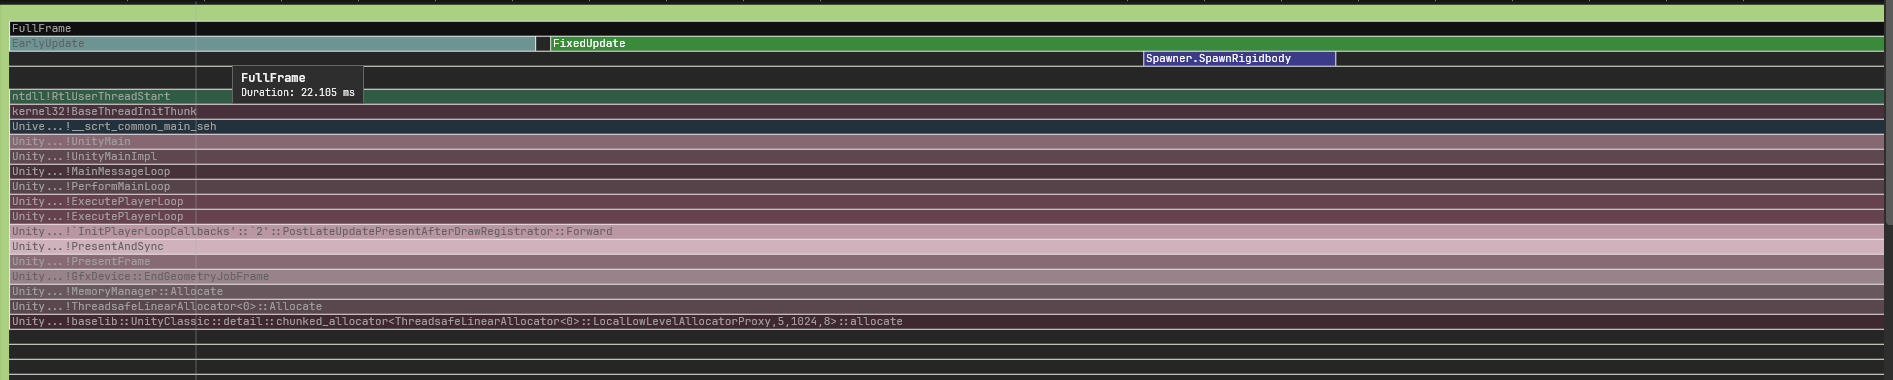 FullFrame
EarlyUpdate FixedUpdate
Spawner.SpawnRigidbody
FullFrame
Duration: 22.105 ms
ntdll!RtlUserThreadStart
kernel32!BaseThreadInitThunk
Unive...!__scrt_common_main_seh
Unity...!UnityMain
Unity...!UnityMainImpl
Unity...!MainMessageLoop
Unity...!PerformMainLoop
Unity...!ExecutePlayerLoop
Unity...!ExecutePlayerLoop
Unity...!`InitPlayerLoopCallbacks'::`2'::PostLateUpdatePresentAfterDrawRegistrator::Forward
Unity...!PresentAndSync
Unity...!PresentFrame
Unity...!GfxDevice::EndGeometryJobFrame
Unity...!MemoryManager::Allocate
Unity...!ThreadsafeLinearAllocator<0>::Allocate
Unity...!baselib::UnityClassic::detail::chunked_allocator<ThreadsafeLinearAllocator<0>::LocalLowLevelAllocatorProxy,5,1024,8>::allocate